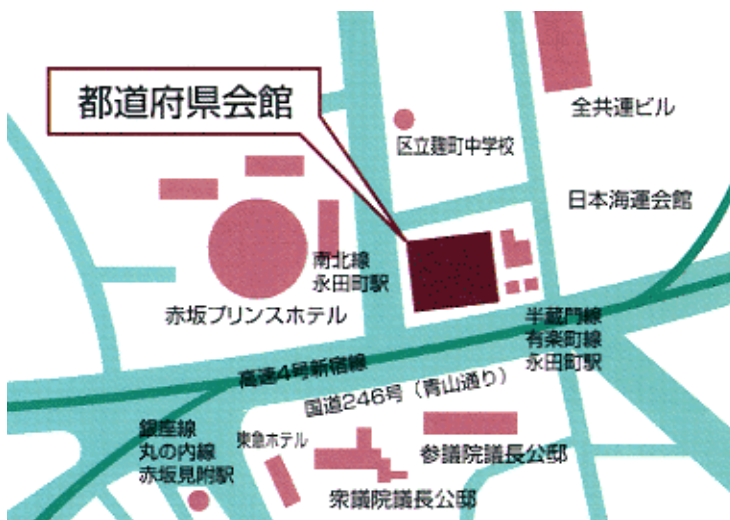 都道府県会館
全共連ビル
区立麹町中学校
日本海運会館
南北線
永田町駅
赤坂プリンスホテル
半蔵門線
有楽町線
永田町駅
高速4号新宿線
国道246号（青山通り）
銀座線
丸の内線
赤坂見附駅
東急ホテル
参議院議長公邸
衆議院議長公邸